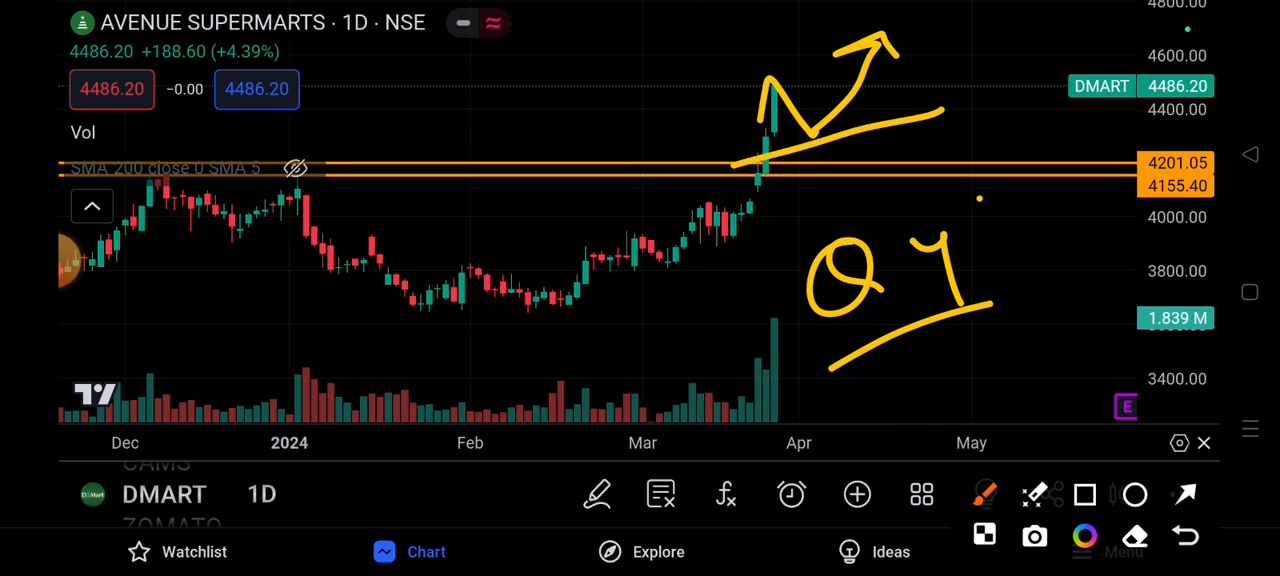 4800.00
AVENUE SUPERMARTS · 1D · NSE
4486.20 +188.60 (+4.39%)
4600.00
4486.20 −0.00 4486.20
DMART 4486.20
4400.00
Vol
SMA 200 close 0 SMA 5
4201.05
4155.40
4000.00
3800.00
1.839 M
3400.00
E
Dec 2024 Feb Mar Apr May
CAMS
DMART 1D
ZOMATO
Watchlist Chart Explore Ideas Menu